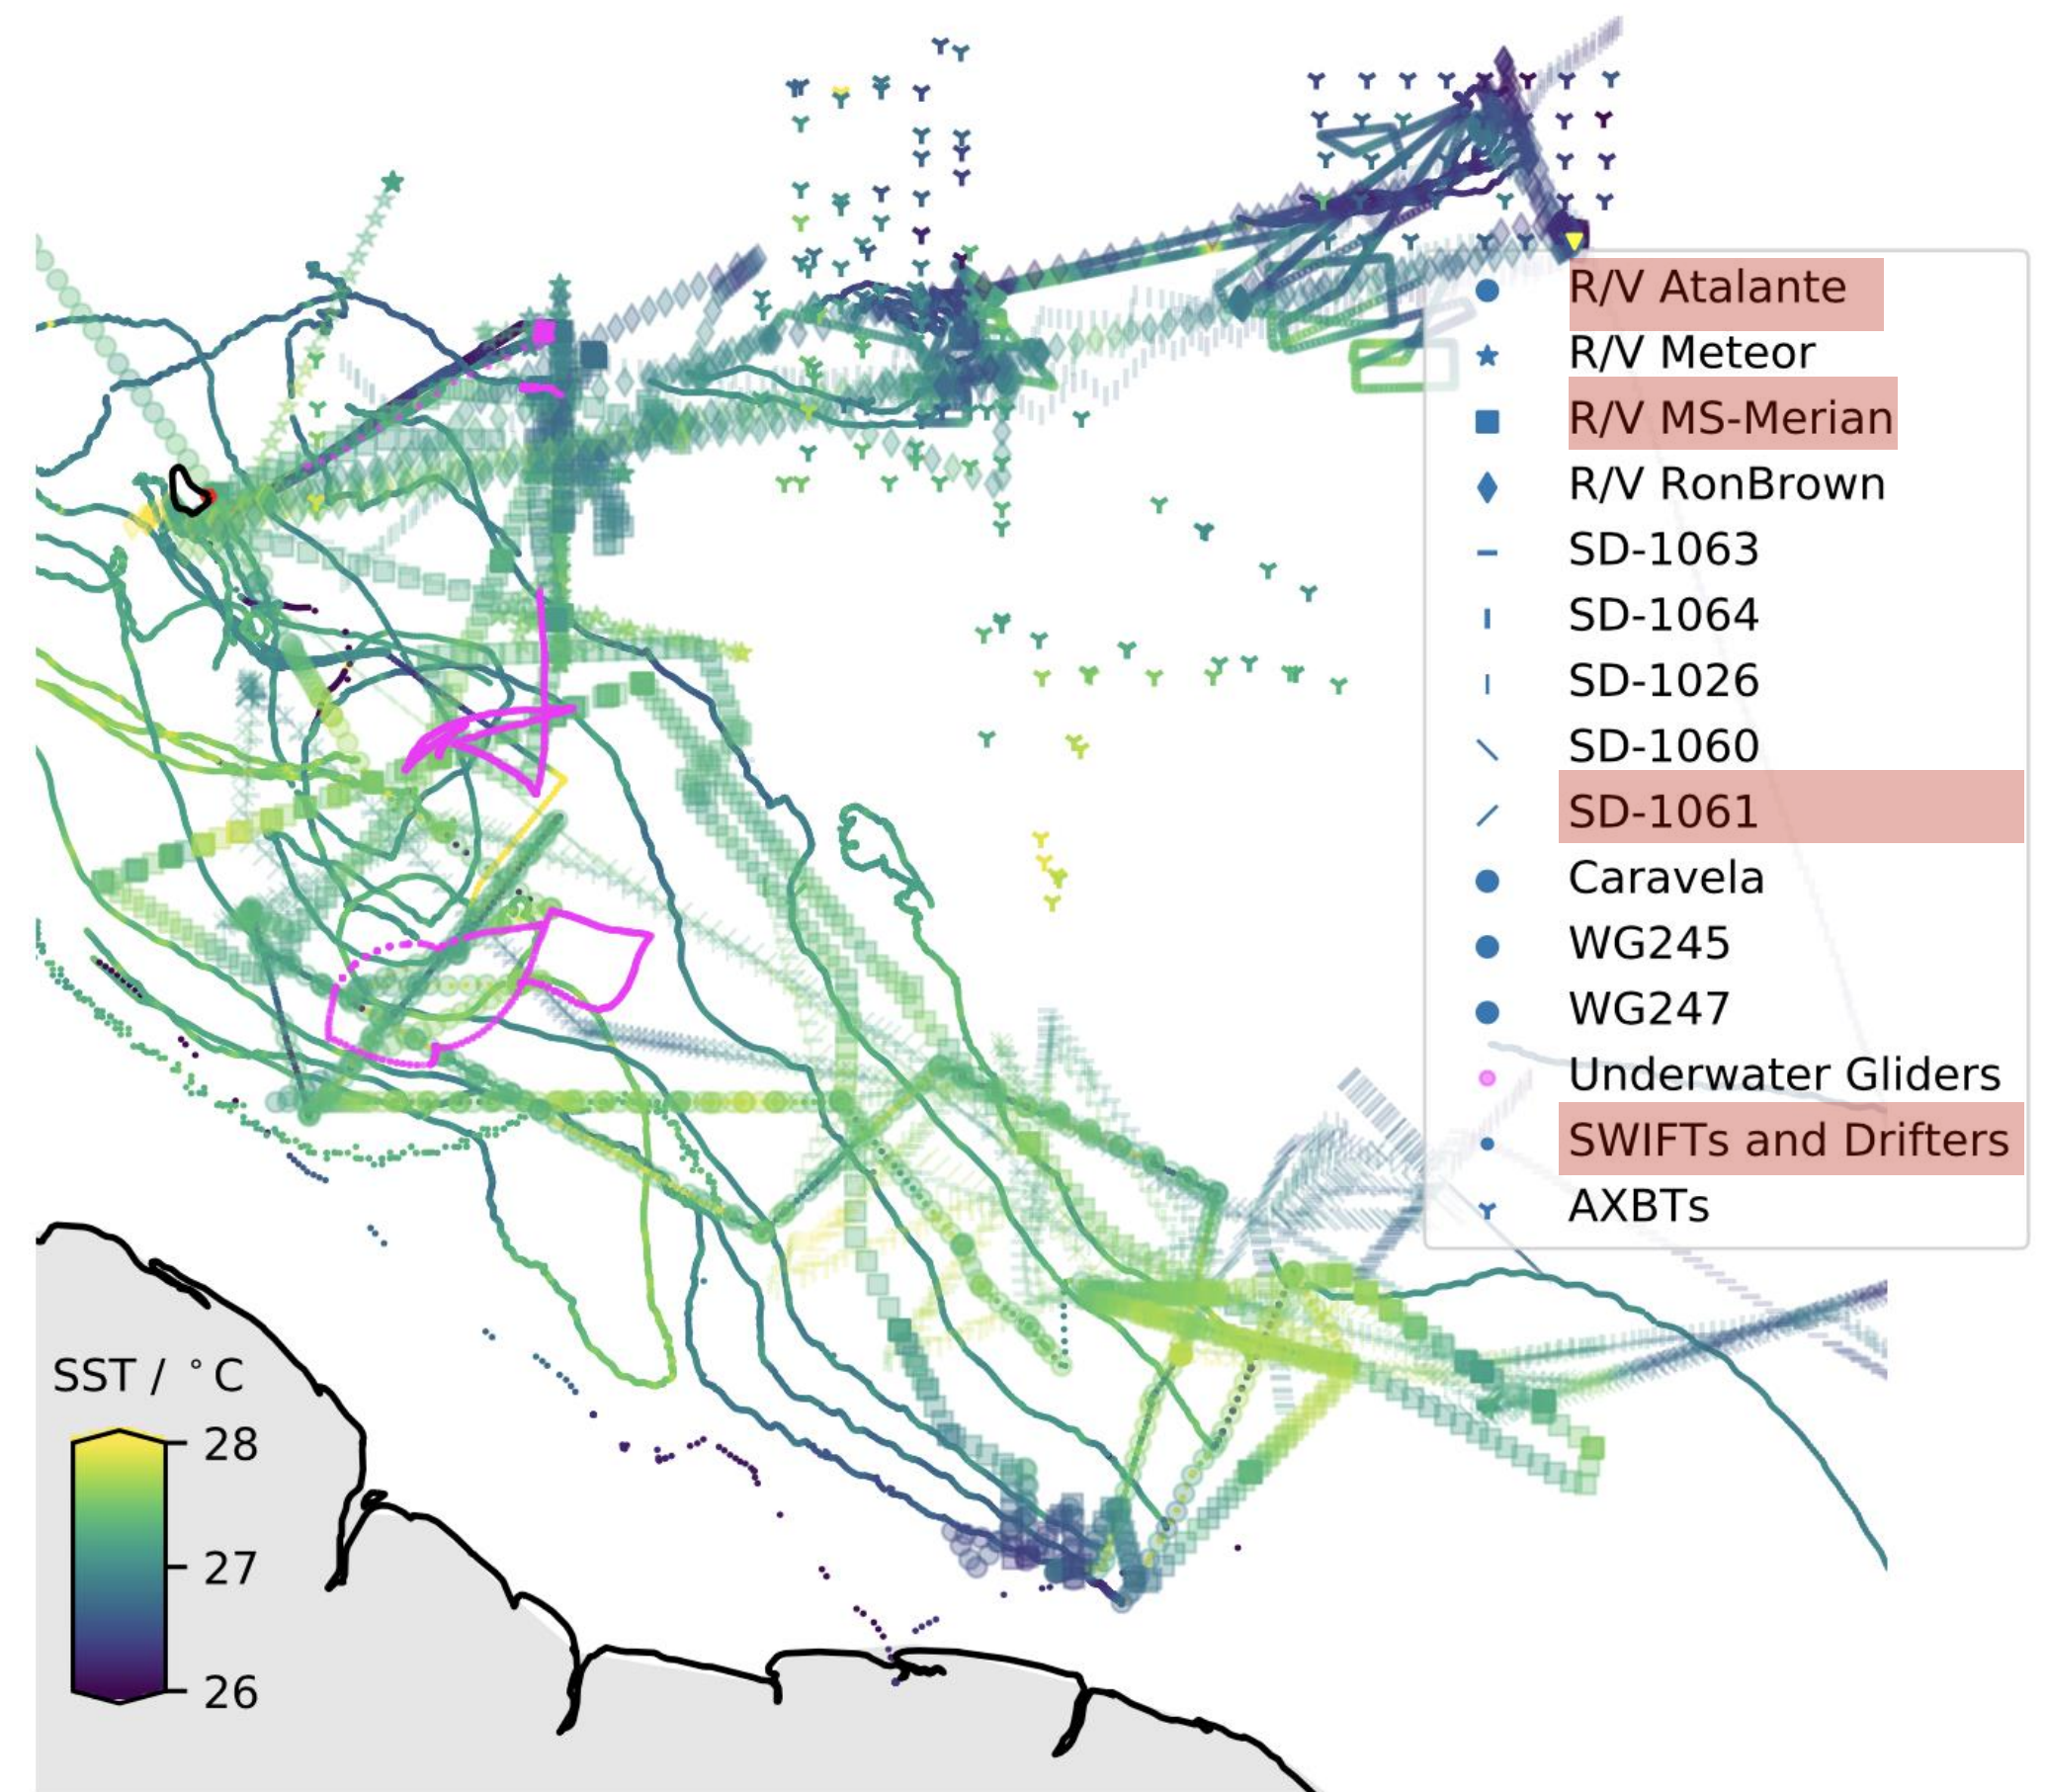 R/V Atalante
R/V Meteor
R/V MS-Merian
R/V RonBrown
SD-1063
SD-1064
SD-1026
SD-1060
SD-1061
Caravela
WG245
WG247
Underwater Gliders
SWIFTs and Drifters
AXBTs
SST / °C
28
27
26